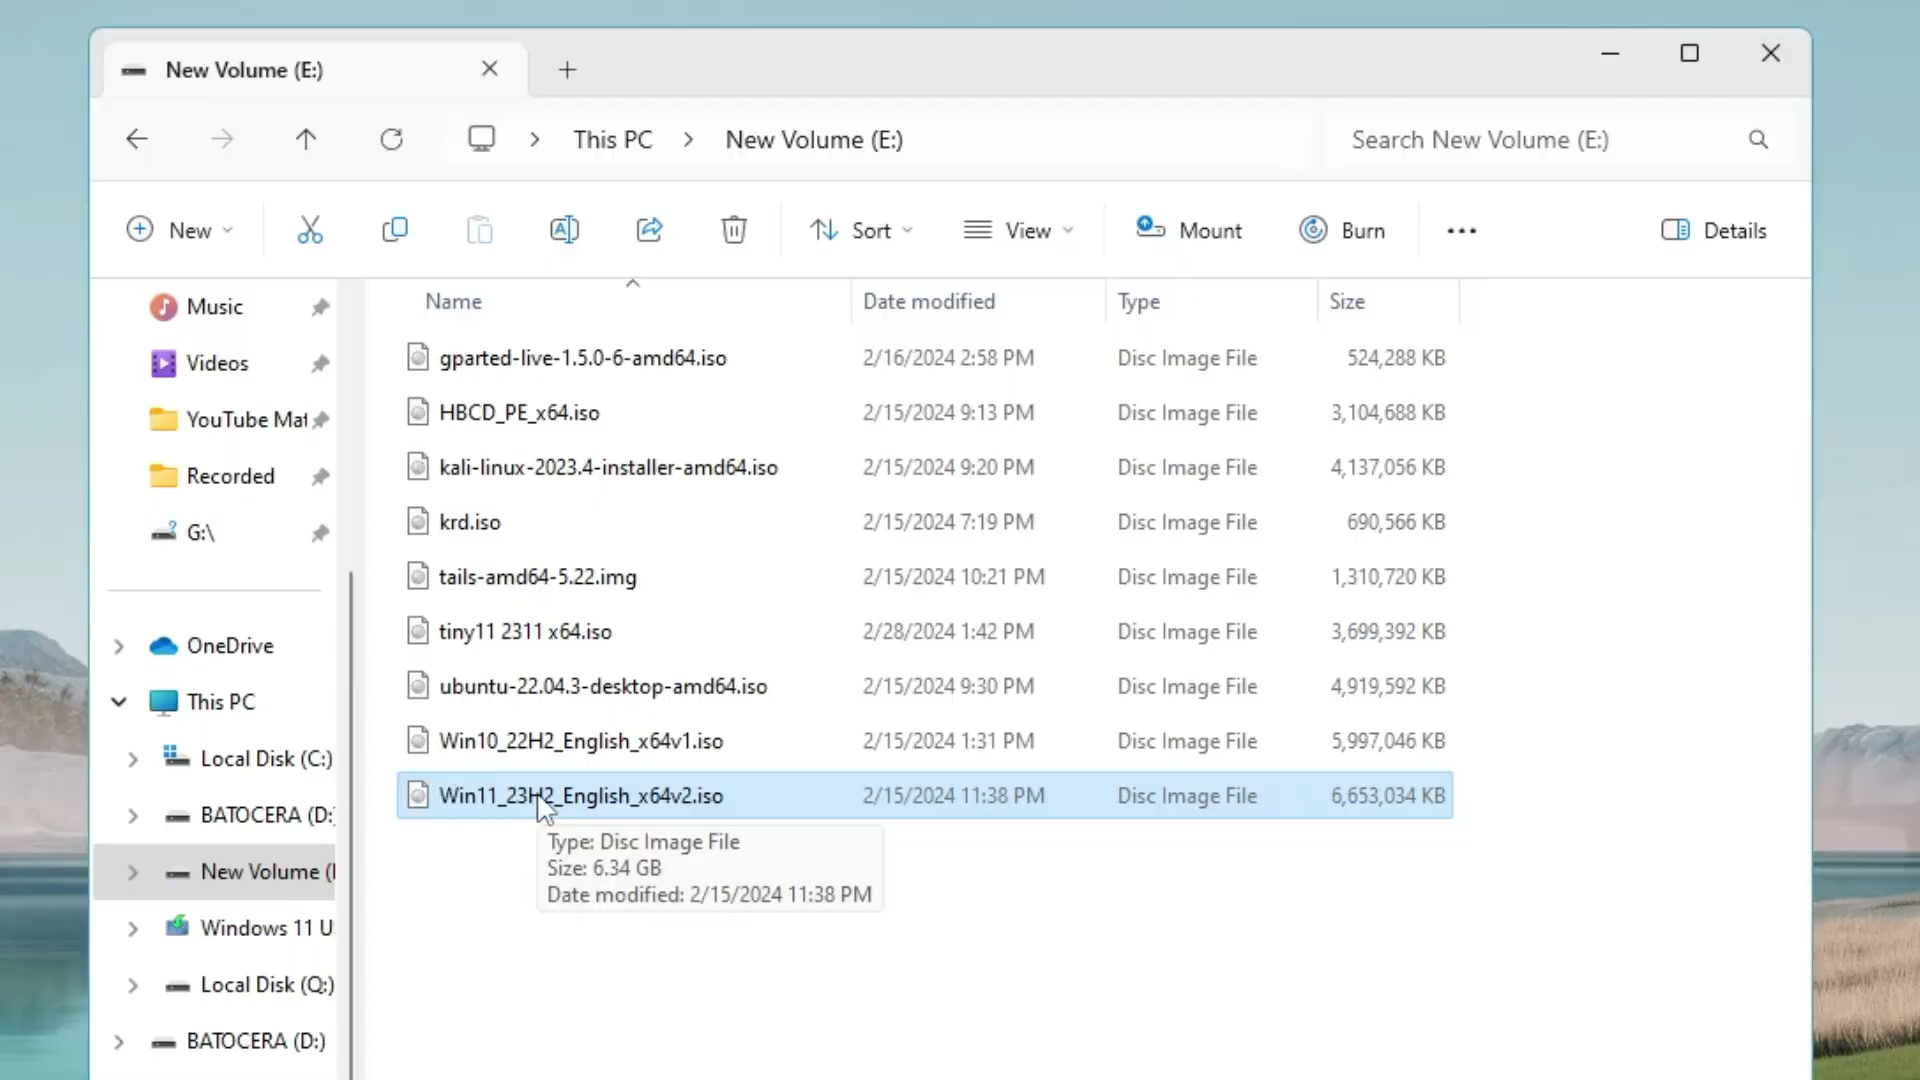 New Volume (E:)
This PC > New Volume (E:)
Search New Volume (E:)
New
Sort
View
Mount
Burn
Details
Music
Videos
YouTube Mat
Recorded
G:\
OneDrive
This PC
Local Disk (C:)
BATOCERA (D:
New Volume (
Windows 11 U
Local Disk (Q:)
BATOCERA (D:)
Name Date modified Type Size
gparted-live-1.5.0-6-amd64.iso 2/16/2024 2:58 PM Disc Image File 524,288 KB
HBCD_PE_x64.iso 2/15/2024 9:13 PM Disc Image File 3,104,688 KB
kali-linux-2023.4-installer-amd64.iso 2/15/2024 9:20 PM Disc Image File 4,137,056 KB
krd.iso 2/15/2024 7:19 PM Disc Image File 690,566 KB
tails-amd64-5.22.img 2/15/2024 10:21 PM Disc Image File 1,310,720 KB
tiny11 2311 x64.iso 2/28/2024 1:42 PM Disc Image File 3,699,392 KB
ubuntu-22.04.3-desktop-amd64.iso 2/15/2024 9:30 PM Disc Image File 4,919,592 KB
Win10_22H2_English_x64v1.iso 2/15/2024 1:31 PM Disc Image File 5,997,046 KB
Win11_23H2_English_x64v2.iso 2/15/2024 11:38 PM Disc Image File 6,653,034 KB
Type: Disc Image File
Size: 6.34 GB
Date modified: 2/15/2024 11:38 PM